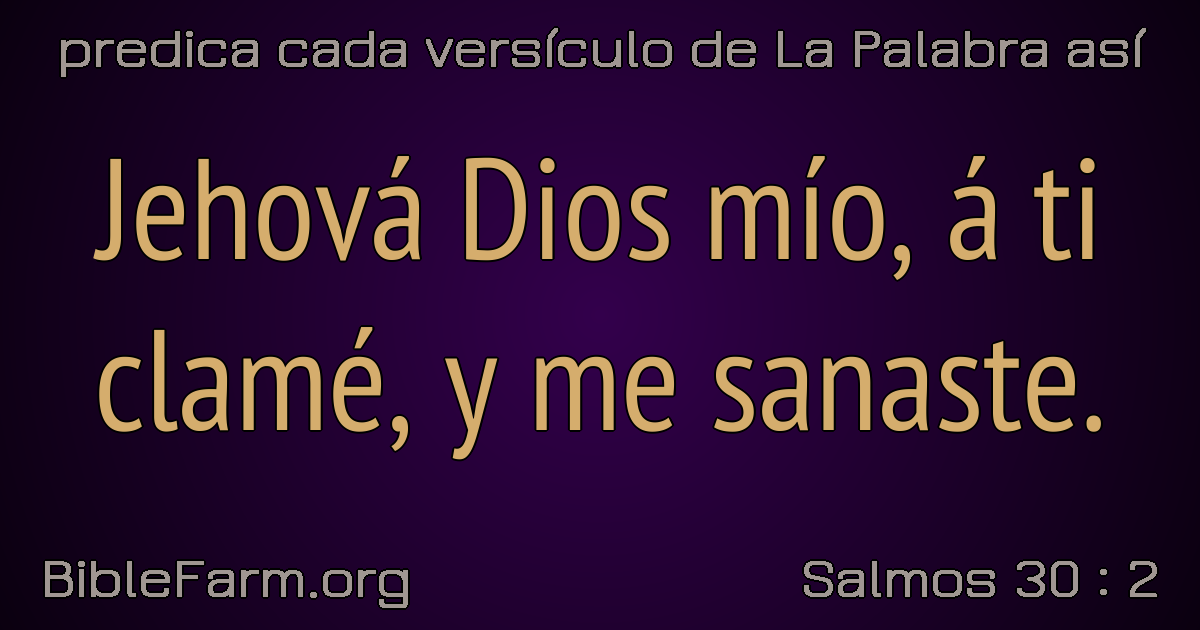 predica cada versículo de La Palabra así
Jehová Dios mío, á ti
clamé, y me sanaste.
BibleFarm.org
Salmos 30 : 2